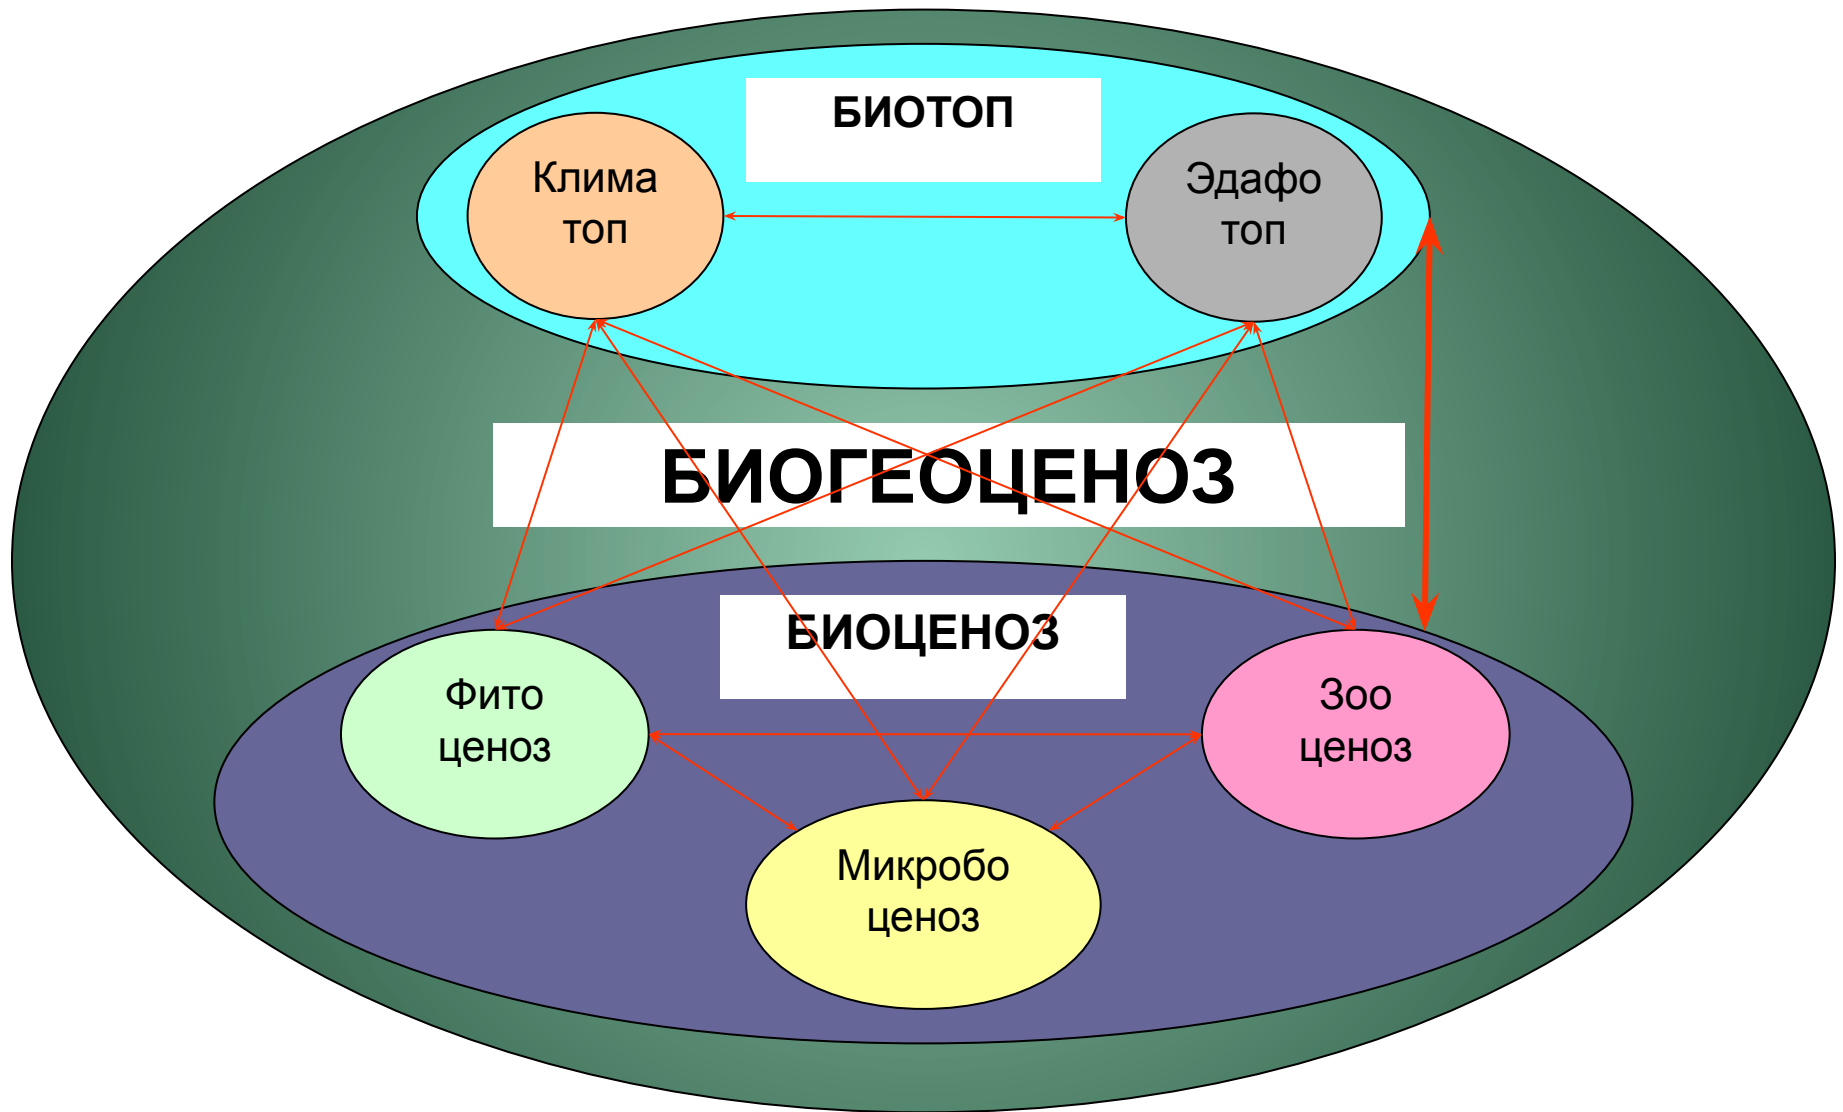 БИОТОП
Клима
топ
Эдафо
топ
БИОГЕОЦЕНОЗ
БИОЦЕНОЗ
Фито
ценоз
Зоо
ценоз
Микробо
ценоз